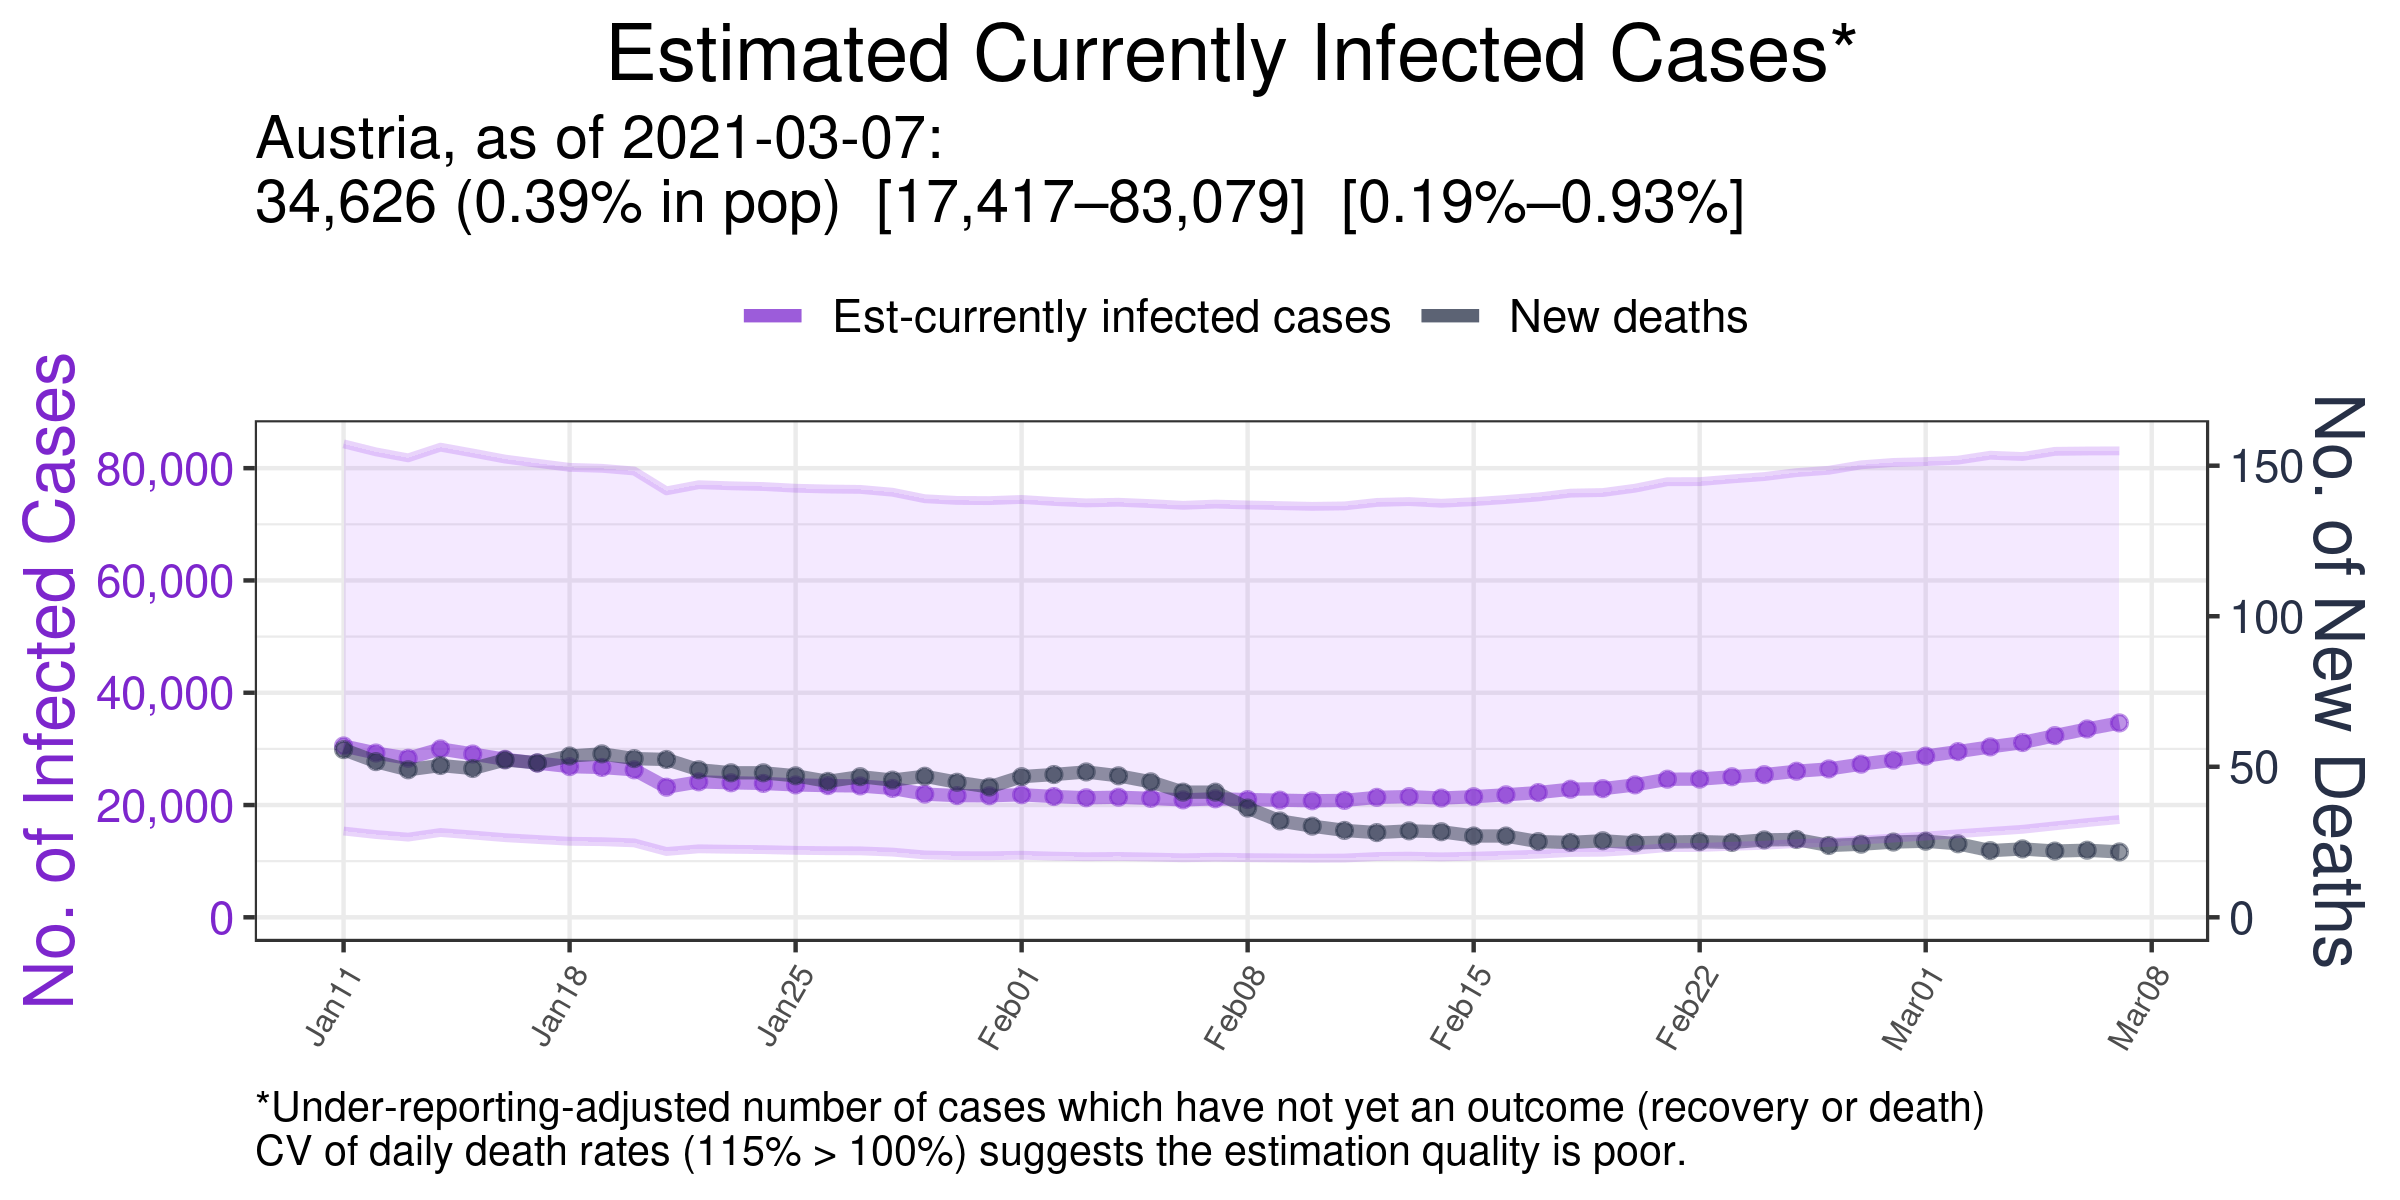 Estimated Currently Infected Cases*
Austria, as of 2021-03-07:
34,626 (0.39% in pop) [17,417–83,079] [0.19%–0.93%]
Est-currently infected cases
New deaths
No. of Infected Cases
80,000
60,000
40,000
20,000
0
150
100
50
0
No. of New Deaths
Jan11
Jan18
Jan25
Feb01
Feb08
Feb15
Feb22
Mar01
Mar08
*Under-reporting-adjusted number of cases which have not yet an outcome (recovery or death)
CV of daily death rates (115% > 100%) suggests the estimation quality is poor.